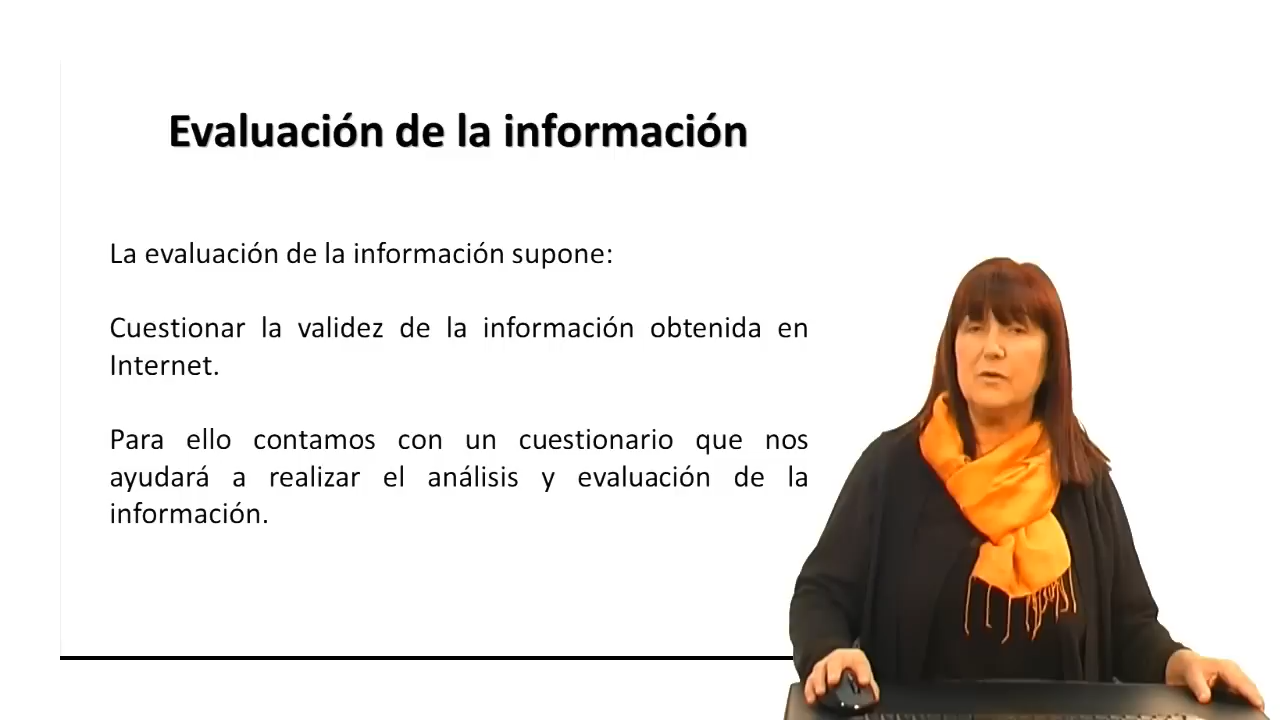 Evaluación de la información
La evaluación de la información supone:
Cuestionar la validez de la información obtenida en
Internet.
Para ello contamos con un cuestionario que nos
ayudará a realizar el análisis y evaluación de la
información.